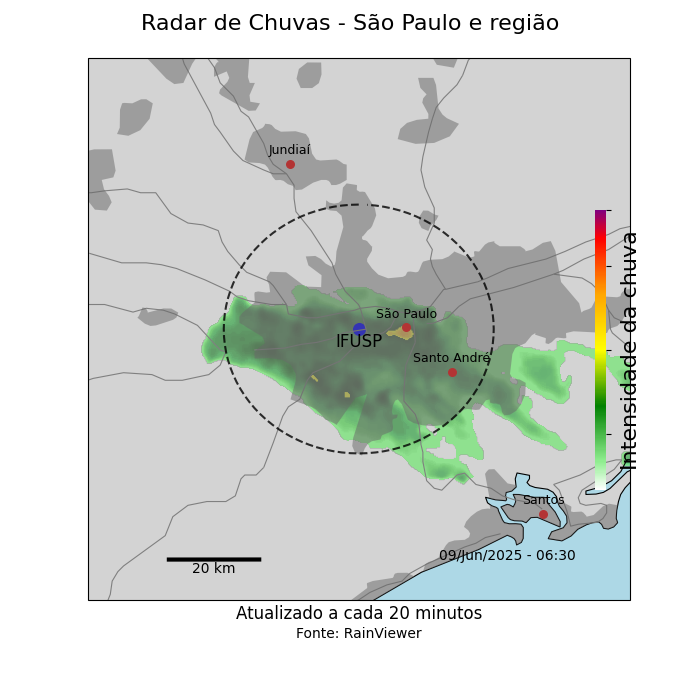 Radar de Chuvas - São Paulo e região
Jundiaí
São Paulo
IFUSP
Santo André
Intensidade da chuva
Santos
09/Jun/2025 - 06:30
20 km
Atualizado a cada 20 minutos
Fonte: RainViewer